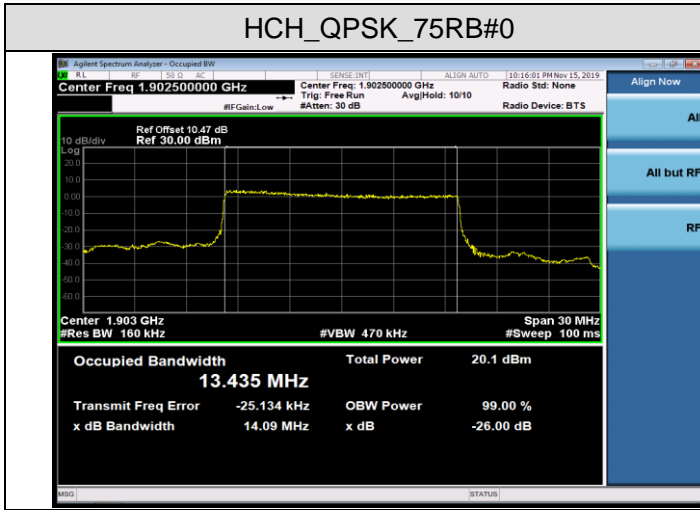 HCH_QPSK_75RB#0
Agilent Spectrum Analyzer - Occupied BW
RL RF 50 Ω AC SENSE:INT ALIGN AUTO 10:16:01 PM Nov 15, 2019
Center Freq 1.902500000 GHz
Center Freq: 1.902500000 GHz Radio Std: None
Trig: Free Run Avg|Hold: 10/10
#IFGain:Low #Atten: 30 dB Radio Device: BTS
Align Now
All
All but RF
RF
Ref Offset 10.47 dB
10 dB/div Ref 30.00 dBm
Log
20.0
10.0
0.00
-10.0
-20.0
-30.0
-40.0
-50.0
-60.0
Center 1.903 GHz Span 30 MHz
#Res BW 160 kHz #VBW 470 kHz #Sweep 100 ms
Occupied Bandwidth Total Power 20.1 dBm
13.435 MHz
Transmit Freq Error -25.134 kHz OBW Power 99.00 %
x dB Bandwidth 14.09 MHz x dB -26.00 dB
MSG STATUS